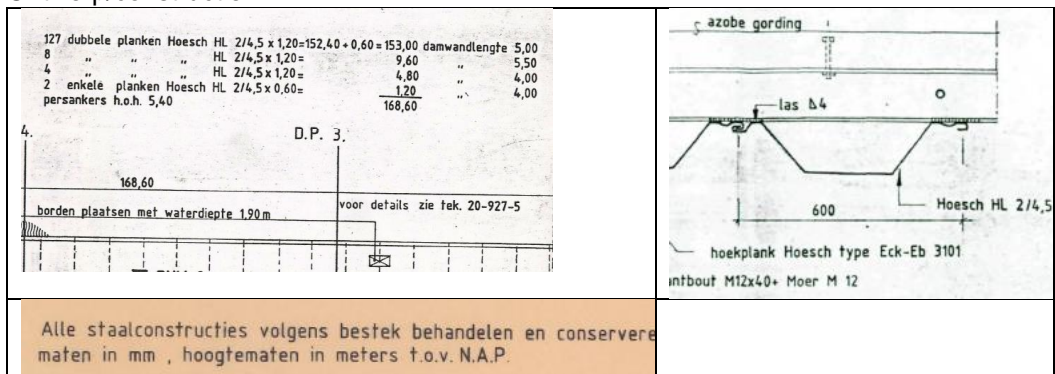 127 dubbele planken Hoesch HL 2/4,5 x 1,20=152,40+0,60=153,00 damwandlengte 5,00
8 " " " HL 2/4,5 x 1,20= 9,60 " 5,50
4 " " " HL 2/4,5 x 1,20= 4,80 " 4,00
2 enkele planken Hoesch HL 2/4,5 x 0,60= 1,20 " 4,00
persankers h.o.h. 5,40 168,60
4. D.P. 3.
168,60
voor details zie tek. 20-927-5
borden plaatsen met waterdiepte 1,90 m
azobe gording
las Δ4
600
Hoesch HL 2/4,5
hoekplank Hoesch type Eck-Eb 3101
ntbout M12x40+ Moer M 12
Alle staalconstructies volgens bestek behandelen en conservere
maten in mm , hoogtematen in meters t.o.v. N.A.P.